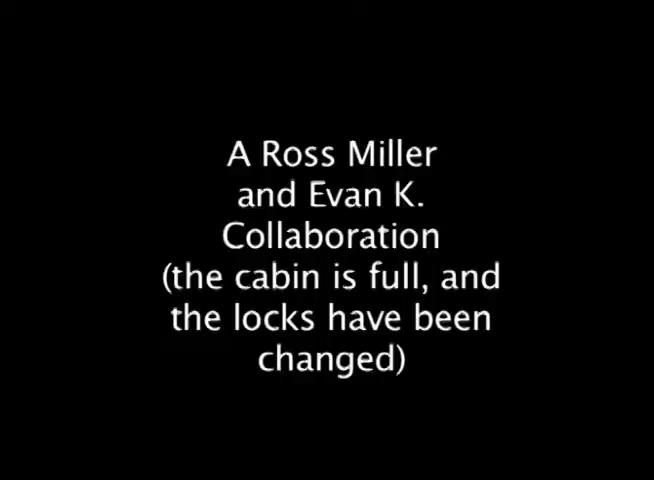 A Ross Miller
and Evan K.
Collaboration
(the cabin is full, and
the locks have been
changed)